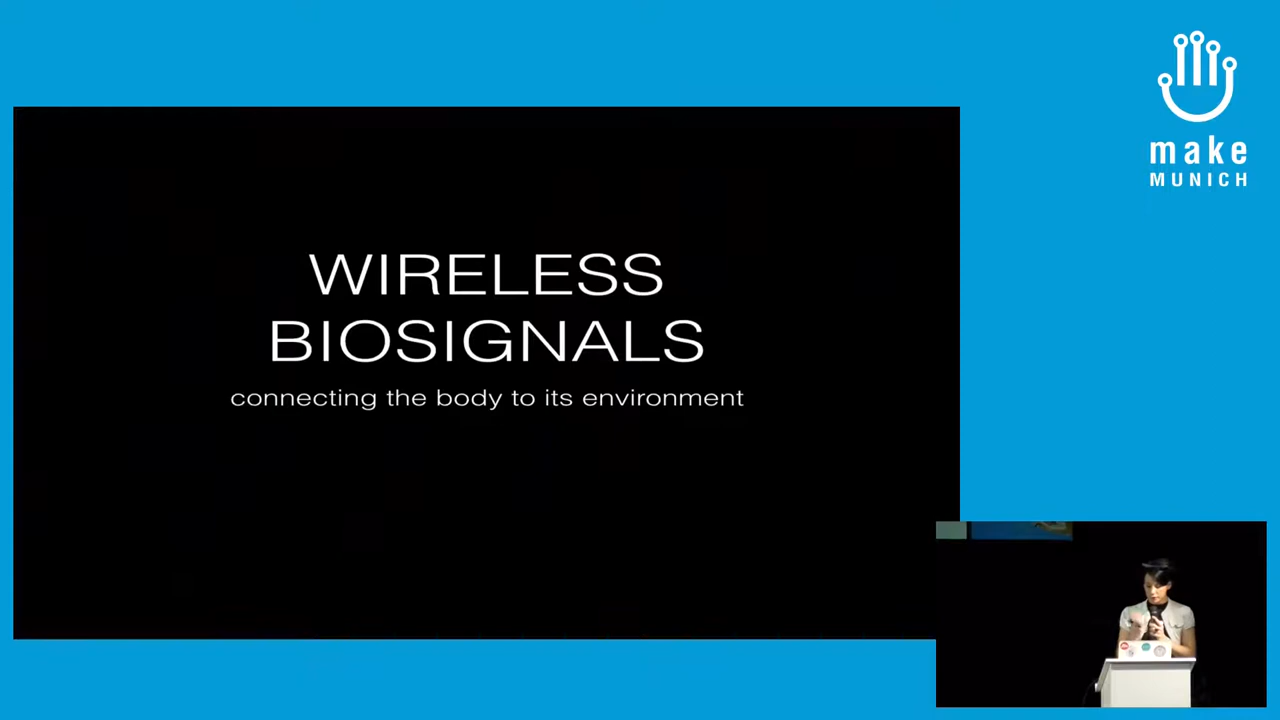 make
MUNICH
WIRELESS
BIOSIGNALS
connecting the body to its environment